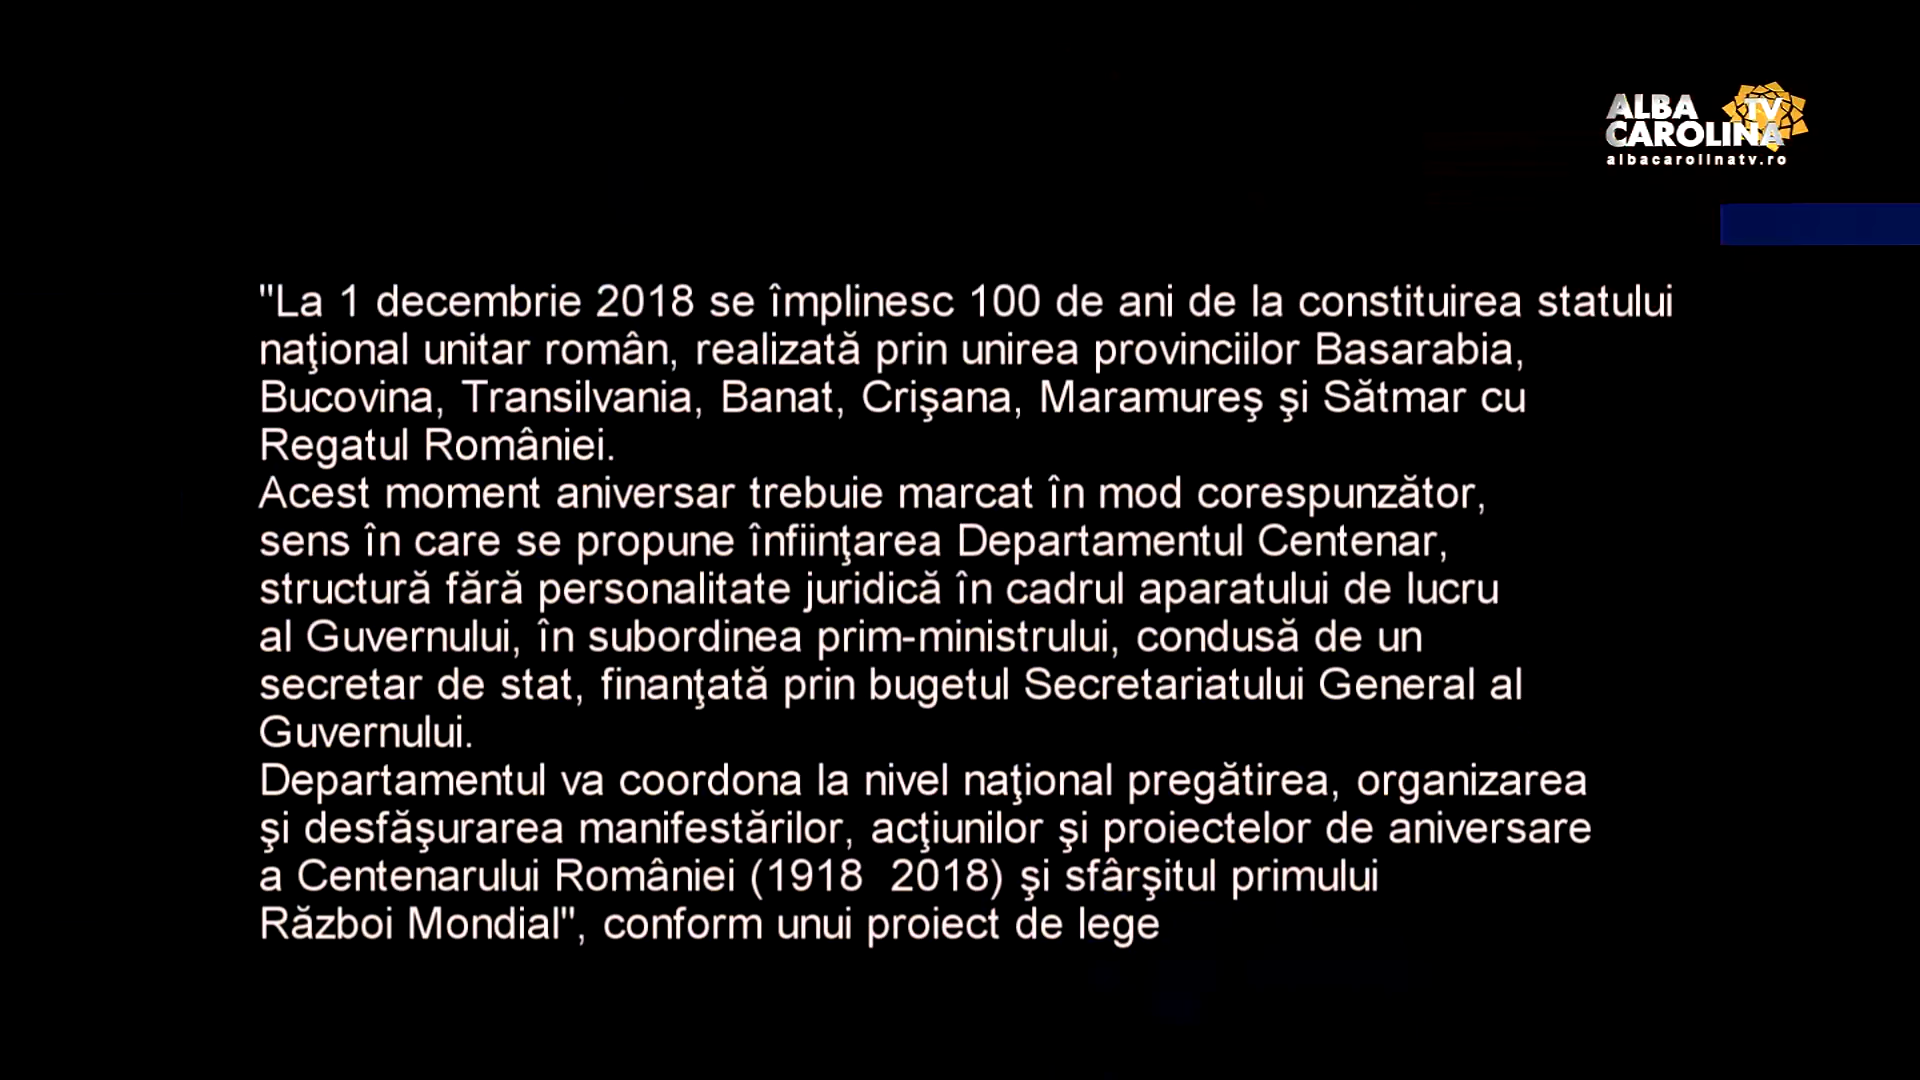 ALBA TV
CAROLINA
albacarolinatv.ro
"La 1 decembrie 2018 se împlinesc 100 de ani de la constituirea statului
naţional unitar român, realizată prin unirea provinciilor Basarabia,
Bucovina, Transilvania, Banat, Crişana, Maramureş şi Sătmar cu
Regatul României.
Acest moment aniversar trebuie marcat în mod corespunzător,
sens în care se propune înfiinţarea Departamentul Centenar,
structură fără personalitate juridică în cadrul aparatului de lucru
al Guvernului, în subordinea prim-ministrului, condusă de un
secretar de stat, finanţată prin bugetul Secretariatului General al
Guvernului.
Departamentul va coordona la nivel naţional pregătirea, organizarea
şi desfăşurarea manifestărilor, acţiunilor şi proiectelor de aniversare
a Centenarului României (1918  2018) şi sfârşitul primului
Război Mondial", conform unui proiect de lege